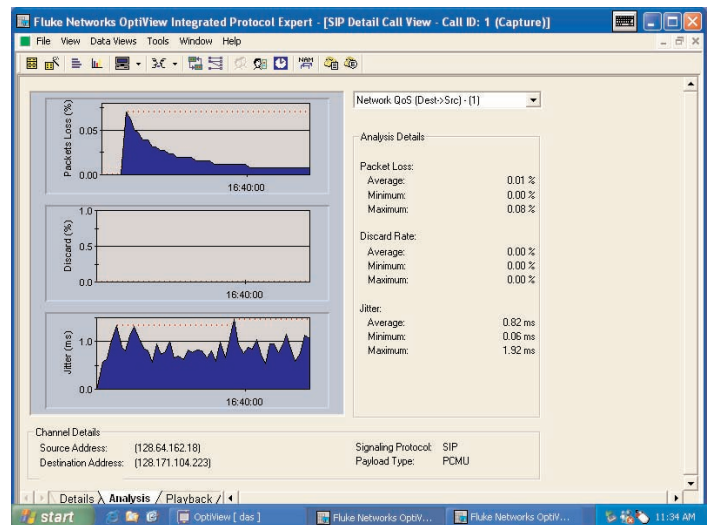 Fluke Networks OptiView Integrated Protocol Expert - [SIP Detail Call View - Call ID: 1 (Capture)]
File View Data Views Tools Window Help
Network QoS (Dest->Src) - (1)
Packets Loss (%)
0.05
0.00
16:40:00
Discard (%)
1.0
0.5
0.0
16:40:00
Jitter (ms)
1.0
0.0
16:40:00
Analysis Details
Packet Loss:
Average: 0.01 %
Minimum: 0.00 %
Maximum: 0.08 %
Discard Rate:
Average: 0.00 %
Minimum: 0.00 %
Maximum: 0.00 %
Jitter:
Average: 0.82 ms
Minimum: 0.06 ms
Maximum: 1.92 ms
Channel Details
Source Address: (128.64.162.18)
Destination Address: (128.171.104.223)
Signaling Protocol: SIP
Payload Type: PCMU
Details Analysis Playback
start
OptiView [ das ]
Fluke Networks OptiV...
Fluke Networks OptiV...
11:34 AM